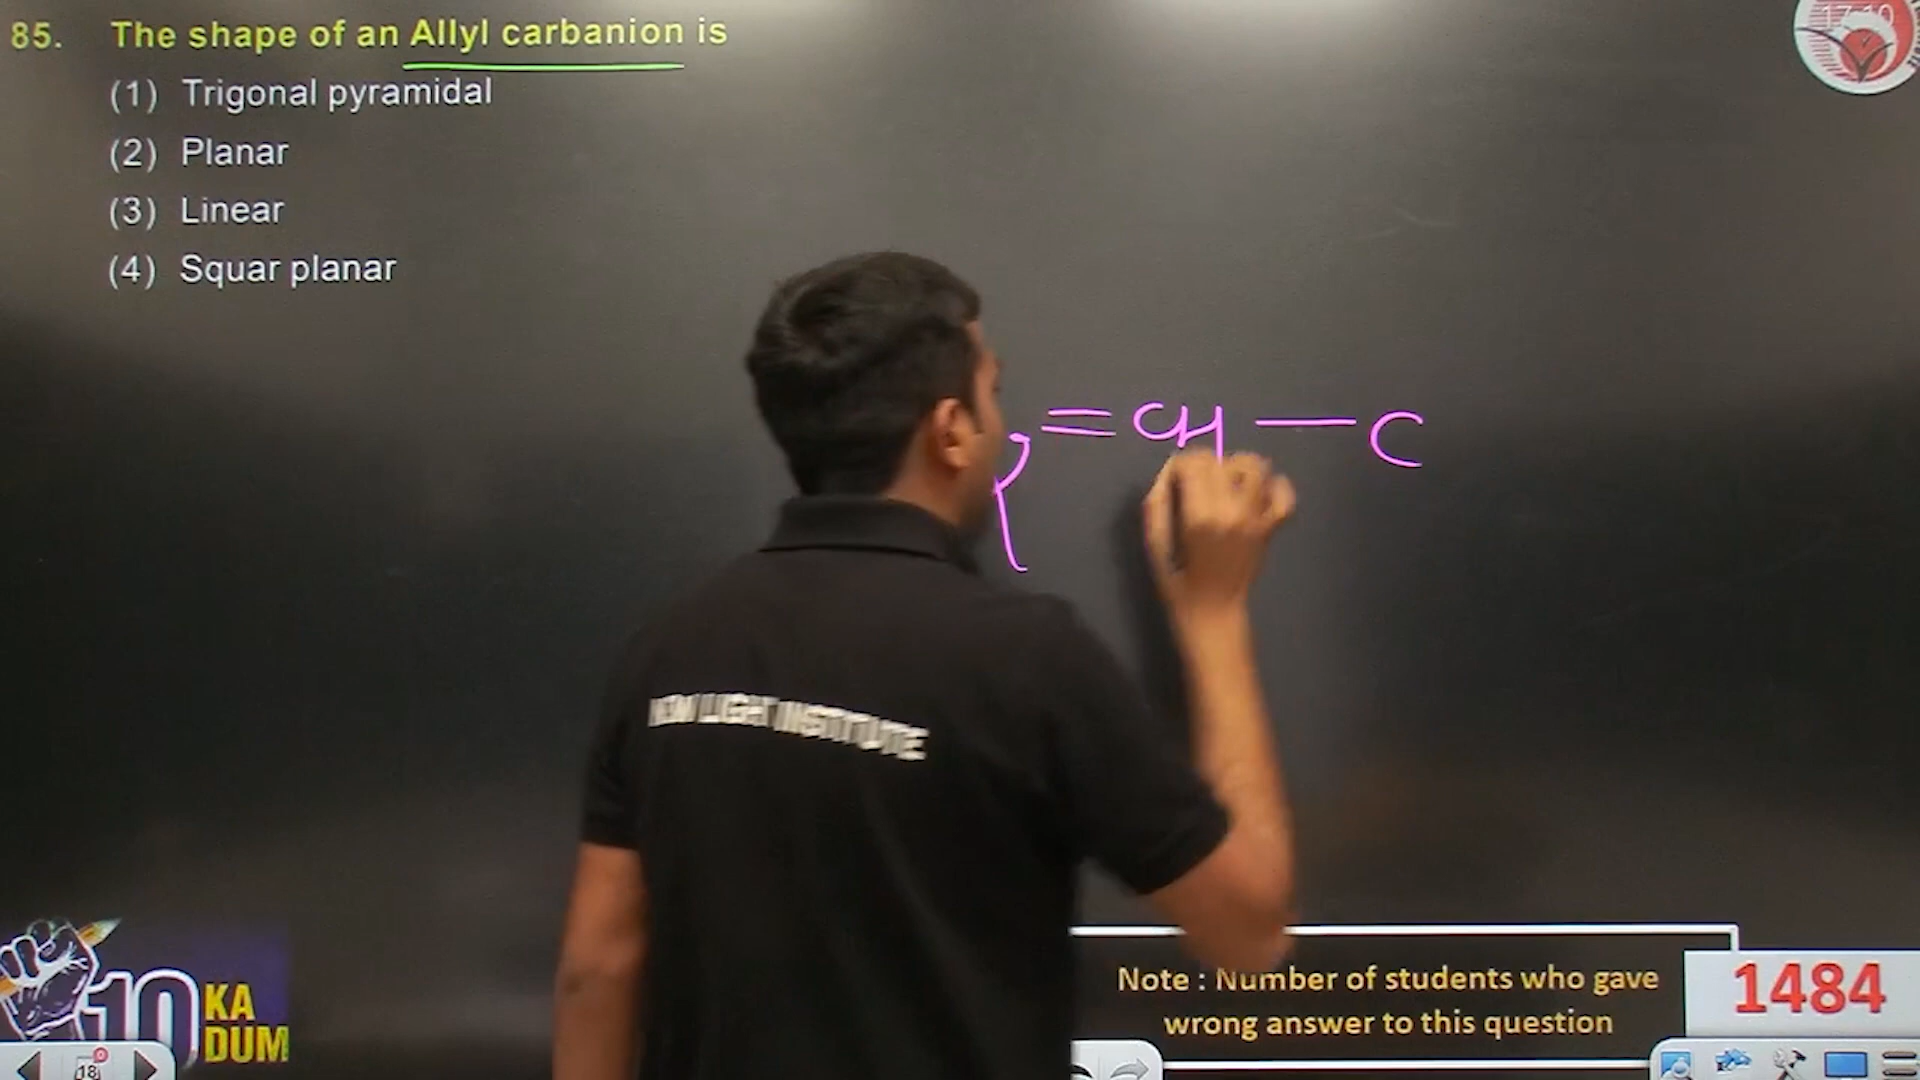 85. The shape of an Allyl carbanion is
(1) Trigonal pyramidal
(2) Planar
(3) Linear
(4) Squar planar
= CH — C
NEW LIGHT INSTITUTE
10 KA DUM
Note : Number of students who gave
wrong answer to this question
1484
18